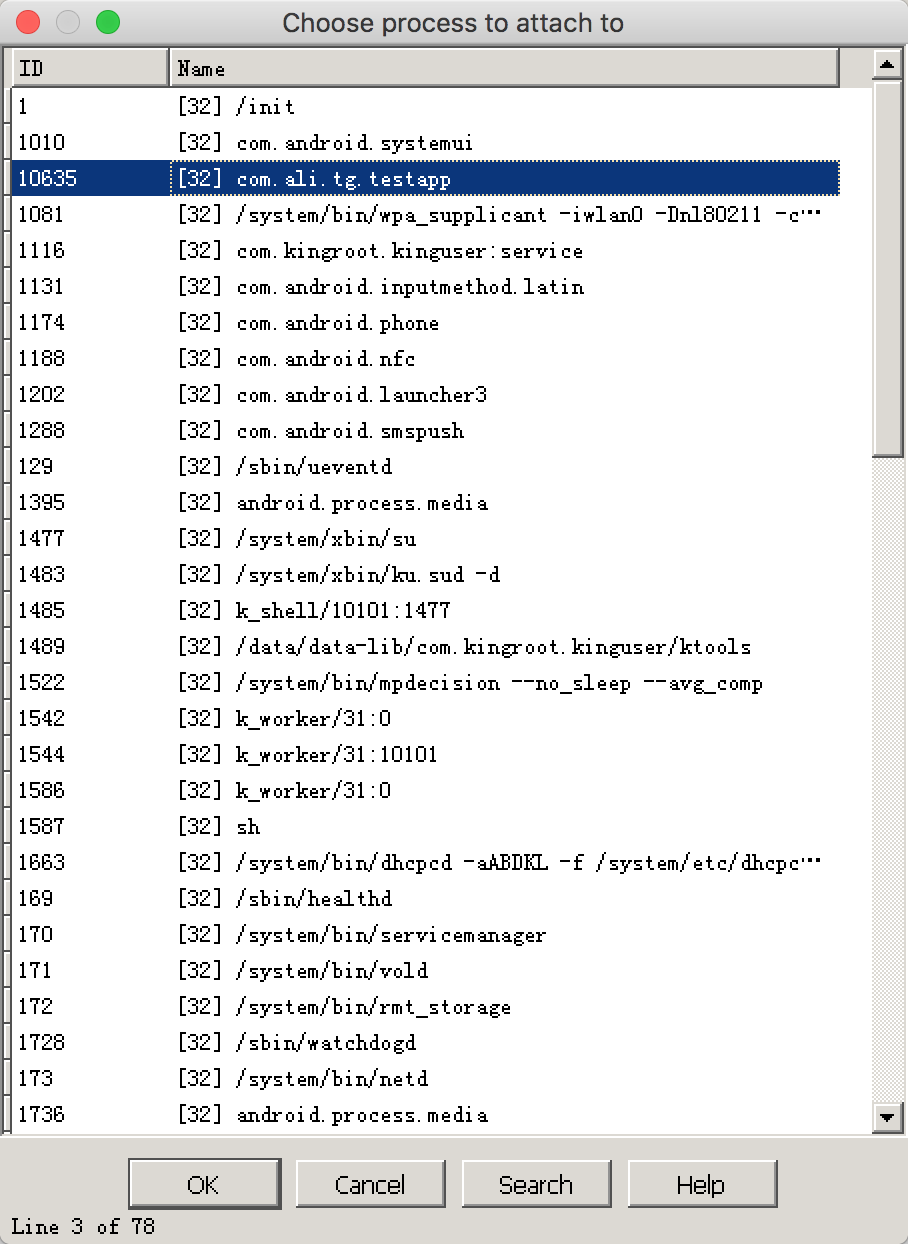 Choose process to attach to
ID Name
1 [32] /init
1010 [32] com.android.systemui
10635 [32] com.ali.tg.testapp
1081 [32] /system/bin/wpa_supplicant -iwlan0 -Dnl80211 -c…
1116 [32] com.kingroot.kinguser:service
1131 [32] com.android.inputmethod.latin
1174 [32] com.android.phone
1188 [32] com.android.nfc
1202 [32] com.android.launcher3
1288 [32] com.android.smspush
129 [32] /sbin/ueventd
1395 [32] android.process.media
1477 [32] /system/xbin/su
1483 [32] /system/xbin/ku.sud -d
1485 [32] k_shell/10101:1477
1489 [32] /data/data-lib/com.kingroot.kinguser/ktools
1522 [32] /system/bin/mpdecision --no_sleep --avg_comp
1542 [32] k_worker/31:0
1544 [32] k_worker/31:10101
1586 [32] k_worker/31:0
1587 [32] sh
1663 [32] /system/bin/dhcpcd -aABDKL -f /system/etc/dhcpc…
169 [32] /sbin/healthd
170 [32] /system/bin/servicemanager
171 [32] /system/bin/vold
172 [32] /system/bin/rmt_storage
1728 [32] /sbin/watchdogd
173 [32] /system/bin/netd
1736 [32] android.process.media
OK Cancel Search Help
Line 3 of 78